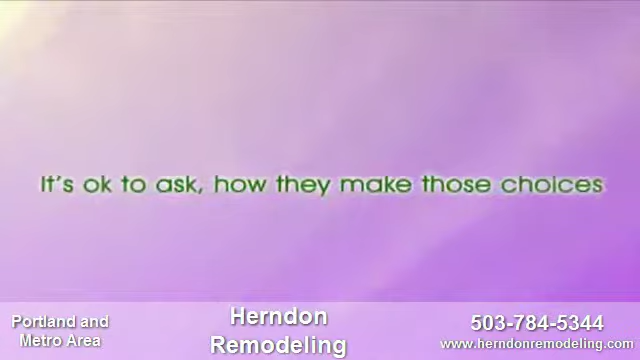 It's ok to ask, how they make those choices
Portland and
Metro Area
Herndon
Remodeling
503-784-5344
www.herndonremodeling.com